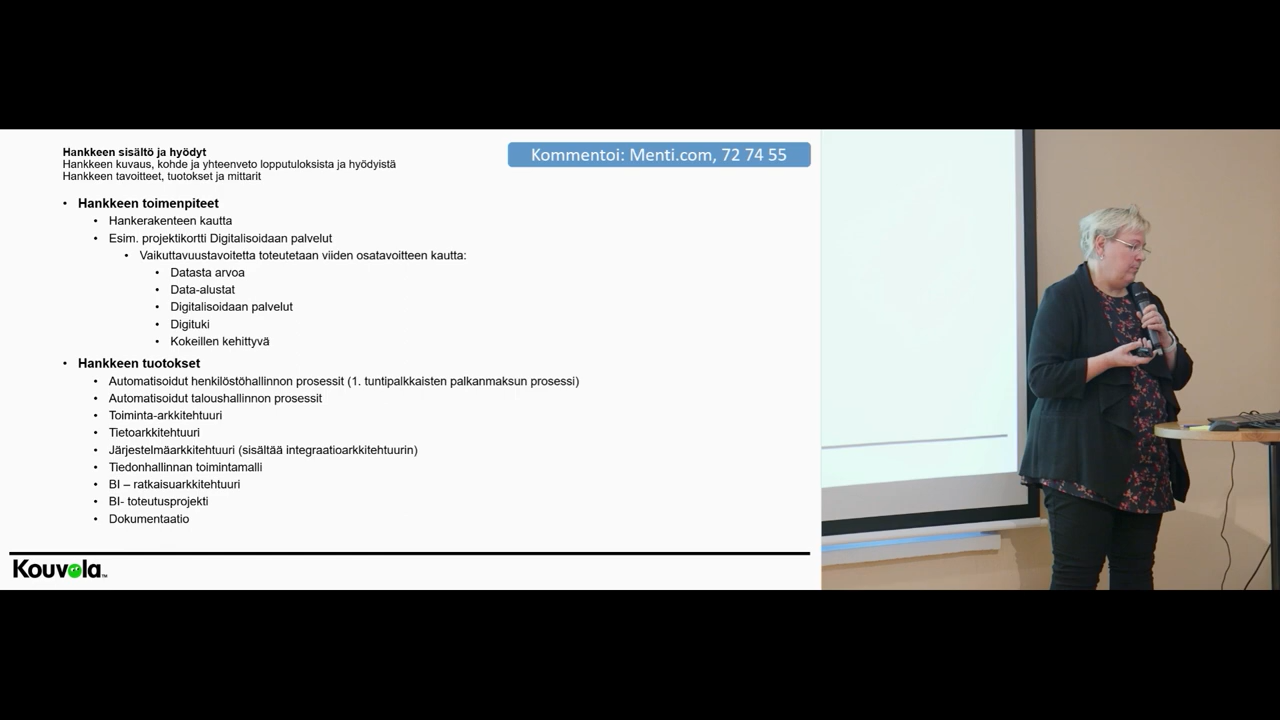 Hankkeen sisältö ja hyödyt
Hankkeen kuvaus, kohde ja yhteenveto lopputuloksista ja hyödyistä
Hankkeen tavoitteet, tuotokset ja mittarit
Kommentoi: Menti.com, 72 74 55
• Hankkeen toimenpiteet
• Hankerakenteen kautta
• Esim. projektikortti Digitalisoidaan palvelut
• Vaikuttavuustavoitetta toteutetaan viiden osatavoitteen kautta:
• Datasta arvoa
• Data-alustat
• Digitalisoidaan palvelut
• Digituki
• Kokeillen kehittyvä
• Hankkeen tuotokset
• Automatisoidut henkilöstöhallinnon prosessit (1. tuntipalkkaisten palkanmaksun prosessi)
• Automatisoidut taloushallinnon prosessit
• Toiminta-arkkitehtuuri
• Tietoarkkitehtuuri
• Järjestelmäarkkitehtuuri (sisältää integraatioarkkitehtuurin)
• Tiedonhallinnan toimintamalli
• BI – ratkaisuarkkitehtuuri
• BI- toteutusprojekti
• Dokumentaatio
Kouvola™